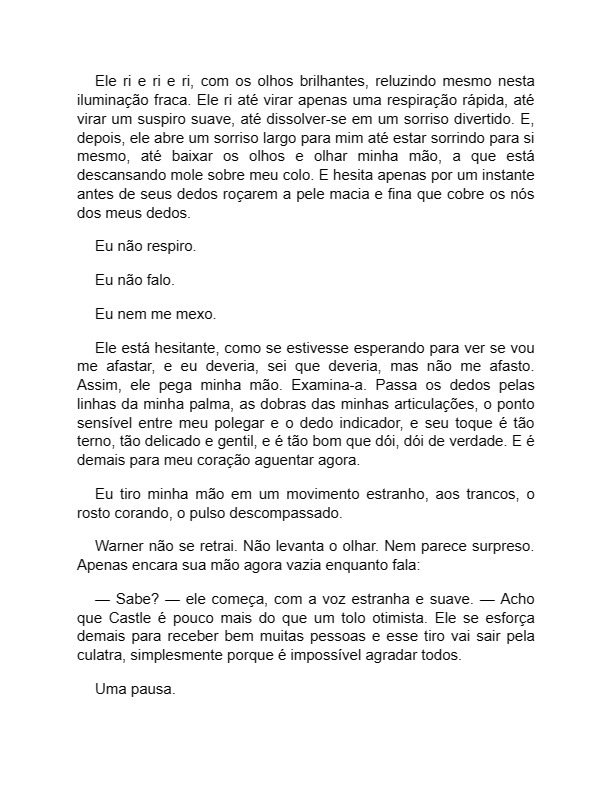 Ele ri e ri e ri, com os olhos brilhantes, reluzindo mesmo nesta
iluminação fraca. Ele ri até virar apenas uma respiração rápida, até
virar um suspiro suave, até dissolver-se em um sorriso divertido. E,
depois, ele abre um sorriso largo para mim até estar sorrindo para si
mesmo, até baixar os olhos e olhar minha mão, a que está
descansando mole sobre meu colo. E hesita apenas por um instante
antes de seus dedos roçarem a pele macia e fina que cobre os nós
dos meus dedos.
Eu não respiro.
Eu não falo.
Eu nem me mexo.
Ele está hesitante, como se estivesse esperando para ver se vou
me afastar, e eu deveria, sei que deveria, mas não me afasto.
Assim, ele pega minha mão. Examina-a. Passa os dedos pelas
linhas da minha palma, as dobras das minhas articulações, o ponto
sensível entre meu polegar e o dedo indicador, e seu toque é tão
terno, tão delicado e gentil, e é tão bom que dói, dói de verdade. E é
demais para meu coração aguentar agora.
Eu tiro minha mão em um movimento estranho, aos trancos, o
rosto corando, o pulso descompassado.
Warner não se retrai. Não levanta o olhar. Nem parece surpreso.
Apenas encara sua mão agora vazia enquanto fala:
— Sabe? — ele começa, com a voz estranha e suave. — Acho
que Castle é pouco mais do que um tolo otimista. Ele se esforça
demais para receber bem muitas pessoas e esse tiro vai sair pela
culatra, simplesmente porque é impossível agradar todos.
Uma pausa.